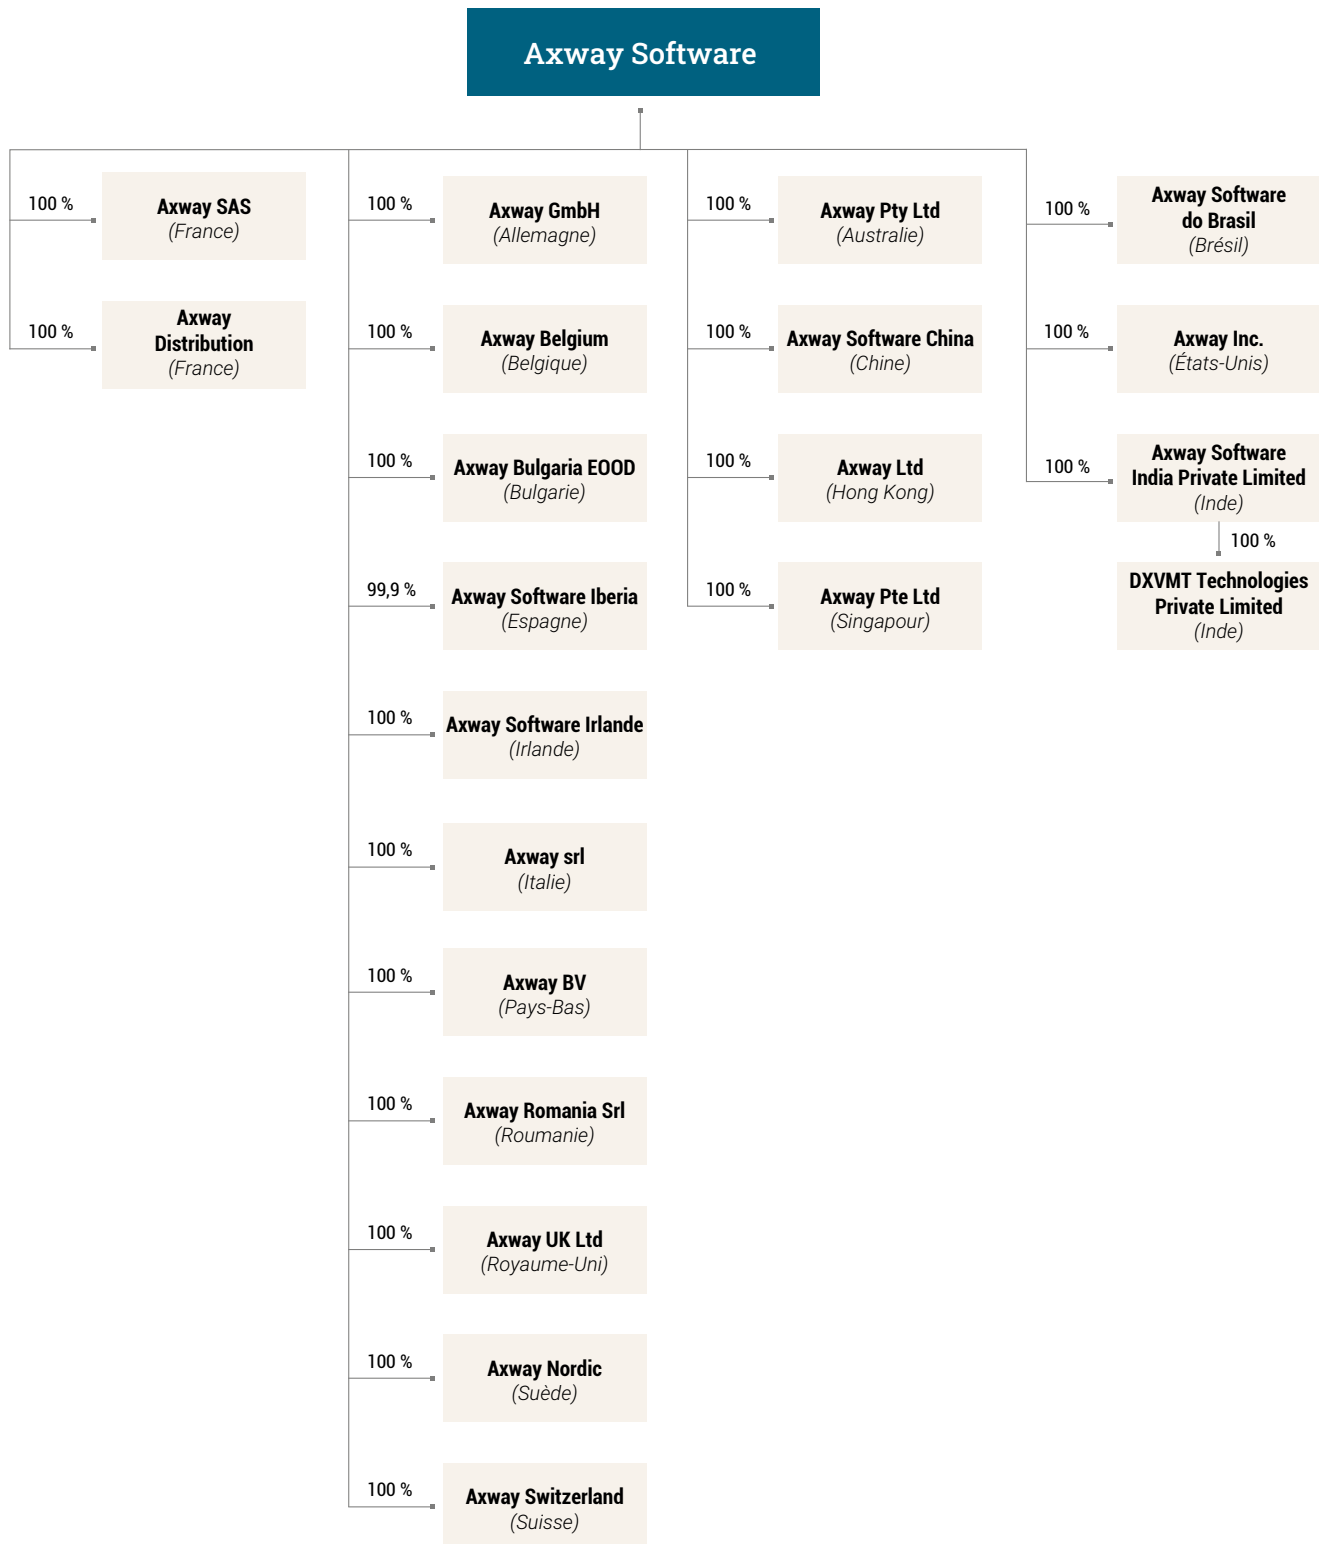 Axway Software
100 %
Axway SAS
(France)
100 %
Axway
Distribution
(France)
100 %
Axway GmbH
(Allemagne)
100 %
Axway Belgium
(Belgique)
100 %
Axway Bulgaria EOOD
(Bulgarie)
99,9 %
Axway Software Iberia
(Espagne)
100 %
Axway Software Irlande
(Irlande)
100 %
Axway srl
(Italie)
100 %
Axway BV
(Pays-Bas)
100 %
Axway Romania Srl
(Roumanie)
100 %
Axway UK Ltd
(Royaume-Uni)
100 %
Axway Nordic
(Suède)
100 %
Axway Switzerland
(Suisse)
100 %
Axway Pty Ltd
(Australie)
100 %
Axway Software China
(Chine)
100 %
Axway Ltd
(Hong Kong)
100 %
Axway Pte Ltd
(Singapour)
100 %
Axway Software
do Brasil
(Brésil)
100 %
Axway Inc.
(États-Unis)
100 %
Axway Software
India Private Limited
(Inde)
100 %
DXVMT Technologies
Private Limited
(Inde)